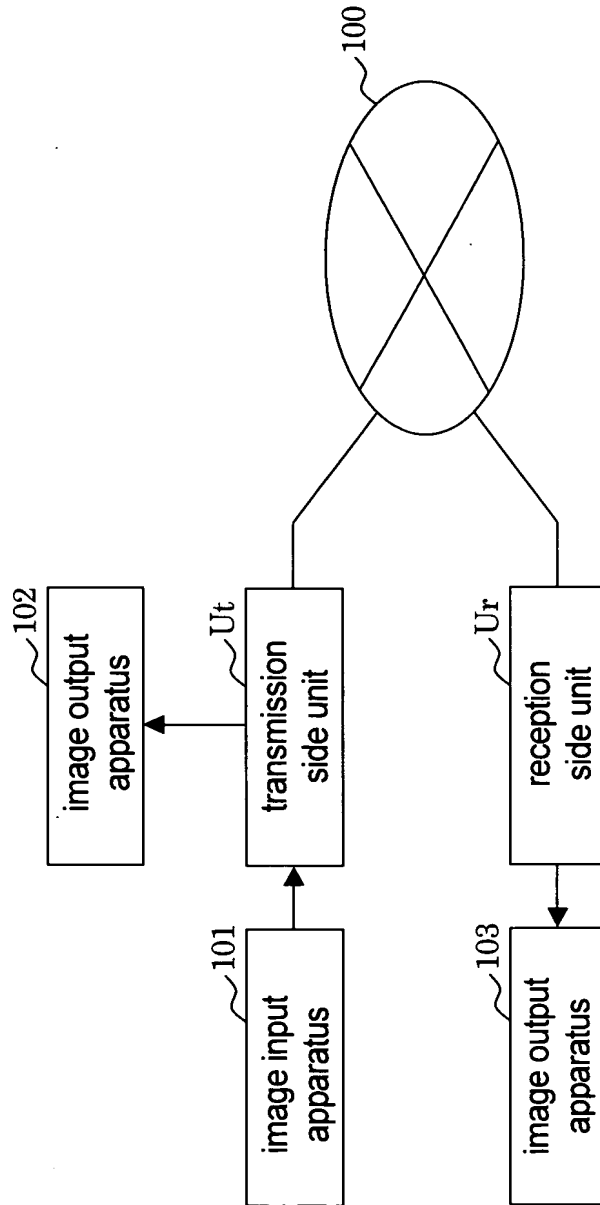 102
image output
apparatus
101
image input
apparatus
Ut
transmission
side unit
100
103
image output
apparatus
Ur
reception
side unit